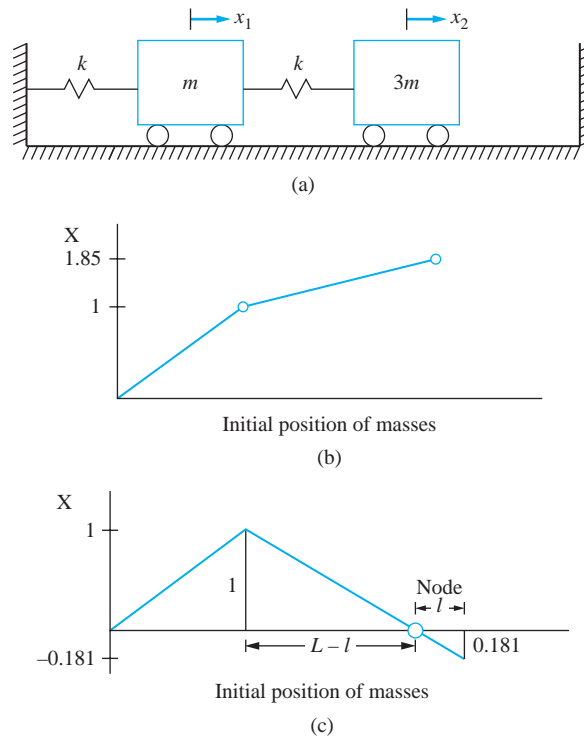 x1 x2
k m k 3m
(a)
X
1.85
1
Initial position of masses
(b)
X
1
Node
l
1
L – l
0.181
–0.181
Initial position of masses
(c)